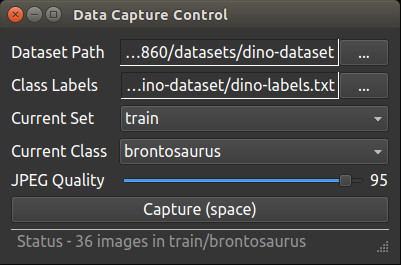 Data Capture Control
Dataset Path ...860/datasets/dino-dataset ...
Class Labels ...ino-dataset/dino-labels.txt ...
Current Set train
Current Class brontosaurus
JPEG Quality 95
Capture (space)
Status - 36 images in train/brontosaurus